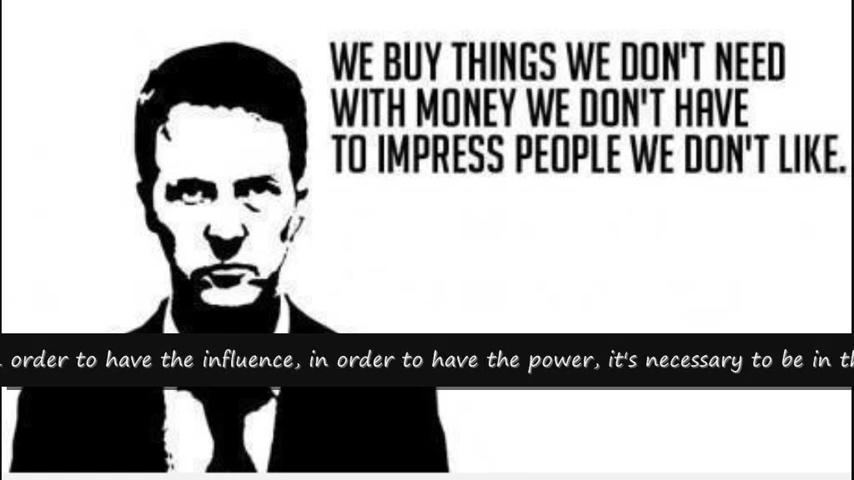 WE BUY THINGS WE DON'T NEED
WITH MONEY WE DON'T HAVE
TO IMPRESS PEOPLE WE DON'T LIKE.
order to have the influence, in order to have the power, it's necessary to be in